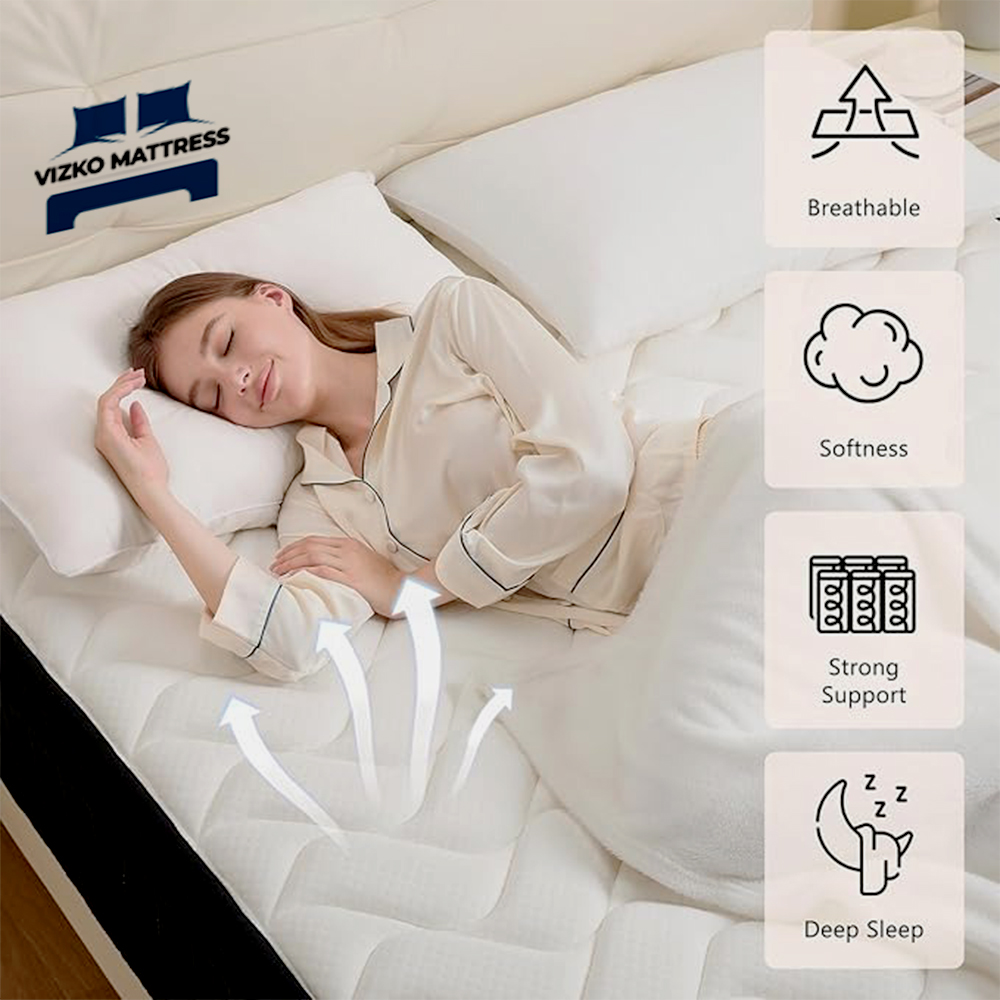 VIZKO MATTRESS
Breathable
Softness
Strong
Support
z z
z
Deep Sleep